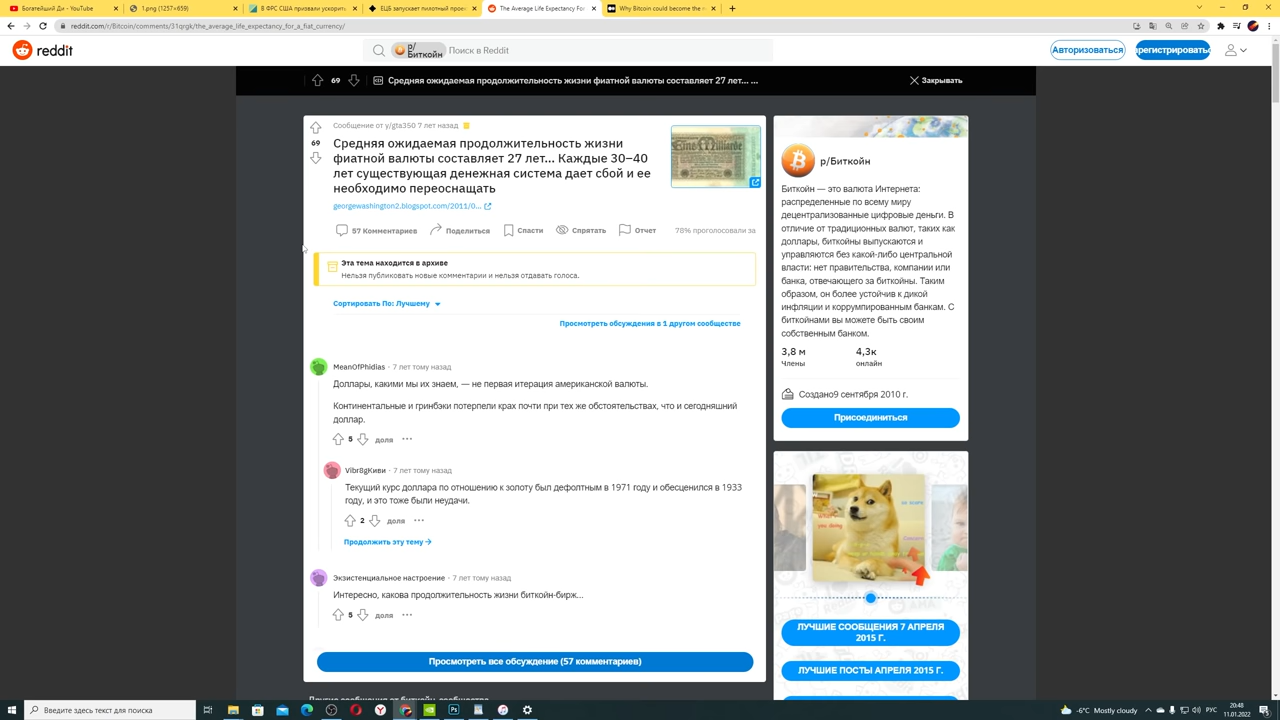 Богатейший Ди - YouTube
1.png (1257×659)
В ФРС США призвали ускорить
ЕЦБ запускает пилотный прое
The Average Life Expectancy For
Why Bitcoin could become the n
reddit.com/r/Bitcoin/comments/31qrgk/the_average_life_expectancy_for_a_fiat_currency/
reddit
р/
Биткойн
Поиск в Reddit
Авторизоваться
регистрировать
69
Средняя ожидаемая продолжительность жизни фиатной валюты составляет 27 лет... ...
Закрывать
Сообщение от y/gta350 7 лет назад
69
Средняя ожидаемая продолжительность жизни
фиатной валюты составляет 27 лет... Каждые 30–40
лет существующая денежная система дает сбой и ее
необходимо переоснащать
georgewashington2.blogspot.com/2011/0...
57 Комментариев
Поделиться
Спасти
Спрятать
Отчет
78% проголосовали за
Эта тема находится в архиве
Нельзя публиковать новые комментарии и нельзя отдавать голоса.
Сортировать По: Лучшему
Просмотреть обсуждения в 1 другом сообществе
MeanOfPhidias · 7 лет тому назад
Доллары, какими мы их знаем, — не первая итерация американской валюты.
Континентальные и гринбэки потерпели крах почти при тех же обстоятельствах, что и сегодняшний
доллар.
5 доля ···
Vibr8gКиви · 7 лет тому назад
Текущий курс доллара по отношению к золоту был дефолтным в 1971 году и обесценился в 1933
году, и это тоже были неудачи.
2 доля ···
Продолжить эту тему →
Экзистенциальное настроение · 7 лет тому назад
Интересно, какова продолжительность жизни биткойн-бирж...
5 доля ···
Просмотреть все обсуждение (57 комментариев)
Другие сообщения от биткойн-сообщества
р/Биткойн
Биткойн — это валюта Интернета:
распределенные по всему миру
децентрализованные цифровые деньги. В
отличие от традиционных валют, таких как
доллары, биткойны выпускаются и
управляются без какой-либо центральной
власти: нет правительства, компании или
банка, отвечающего за биткойны. Таким
образом, он более устойчив к дикой
инфляции и коррумпированным банкам. С
биткойнами вы можете быть своим
собственным банком.
3,8 м
4,3к
Члены
онлайн
Создано9 сентября 2010 г.
Присоединиться
ЛУЧШИЕ СООБЩЕНИЯ 7 АПРЕЛЯ
2015 Г.
ЛУЧШИЕ ПОСТЫ АПРЕЛЯ 2015 Г.
Введите здесь текст для поиска
-6°C Mostly cloudy
РУС
20:48
11.01.2022